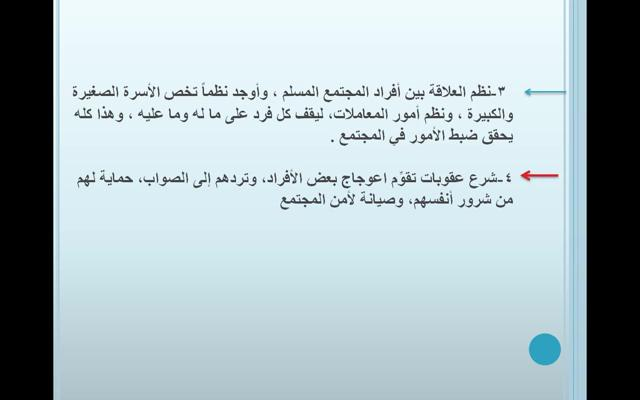 ٣-نظم العلاقة بين أفراد المجتمع المسلم ، وأوجد نظماً تخص الأسرة الصغيرة
والكبيرة ، ونظم أمور المعاملات، ليقف كل فرد على ما له وما عليه ، وهذا كله
يحقق ضبط الأمور في المجتمع .
٤-شرع عقوبات تقوّم اعوجاج بعض الأفراد، وتردهم إلى الصواب، حماية لهم
من شرور أنفسهم، وصيانة لأمن المجتمع